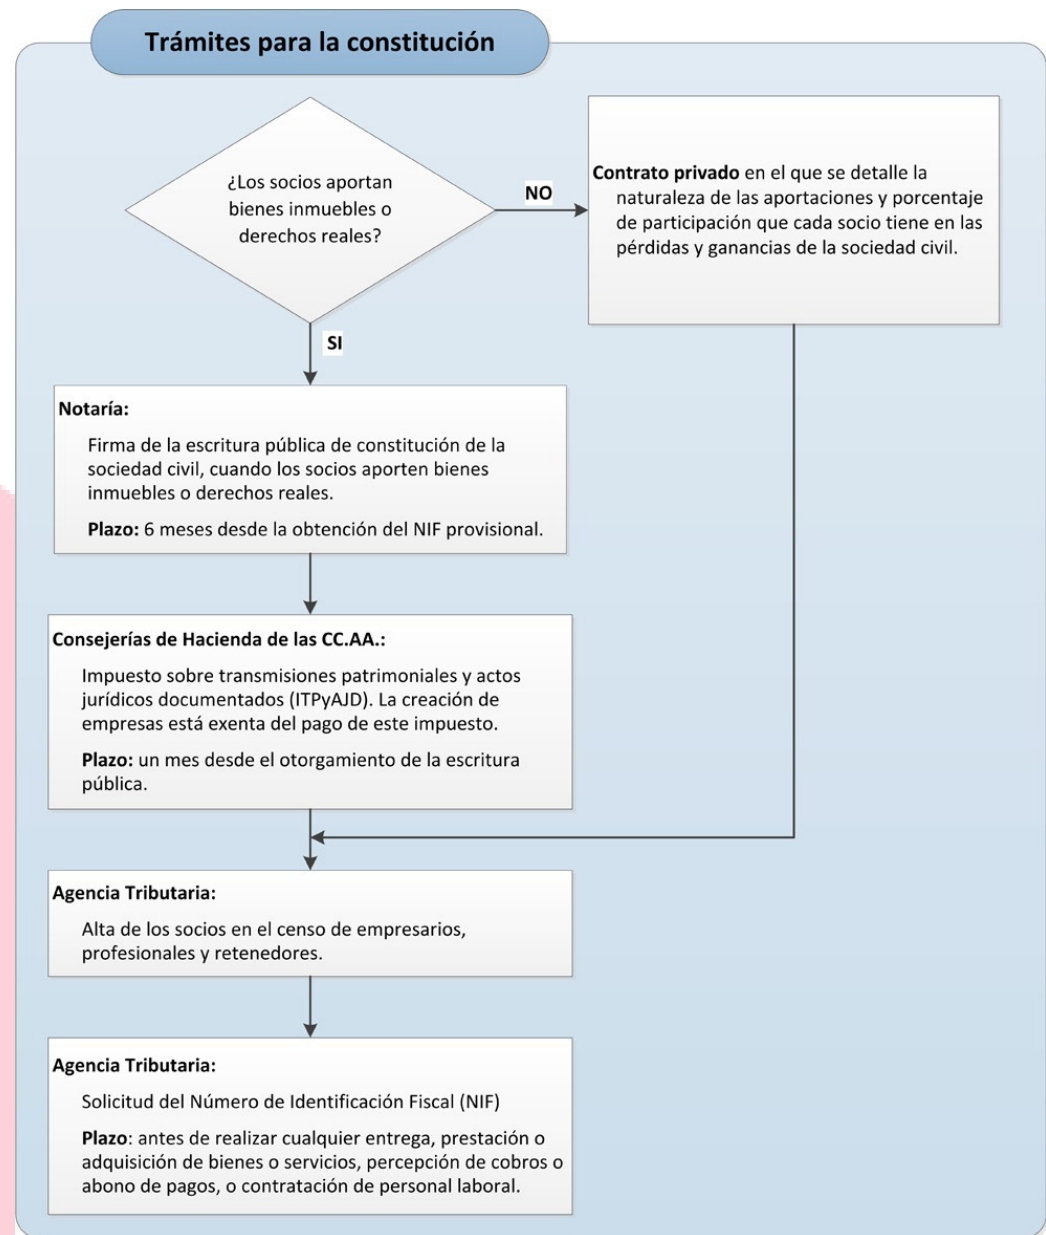 Trámites para la constitución
¿Los socios aportan
bienes inmuebles o
derechos reales?
NO
Contrato privado en el que se detalle la
naturaleza de las aportaciones y porcentaje
de participación que cada socio tiene en las
pérdidas y ganancias de la sociedad civil.
SI
Notaría:
Firma de la escritura pública de constitución de la
sociedad civil, cuando los socios aporten bienes
inmuebles o derechos reales.
Plazo: 6 meses desde la obtención del NIF provisional.
Consejerías de Hacienda de las CC.AA.:
Impuesto sobre transmisiones patrimoniales y actos
jurídicos documentados (ITPyAJD). La creación de
empresas está exenta del pago de este impuesto.
Plazo: un mes desde el otorgamiento de la escritura
pública.
Agencia Tributaria:
Alta de los socios en el censo de empresarios,
profesionales y retenedores.
Agencia Tributaria:
Solicitud del Número de Identificación Fiscal (NIF)
Plazo: antes de realizar cualquier entrega, prestación o
adquisición de bienes o servicios, percepción de cobros o
abono de pagos, o contratación de personal laboral.